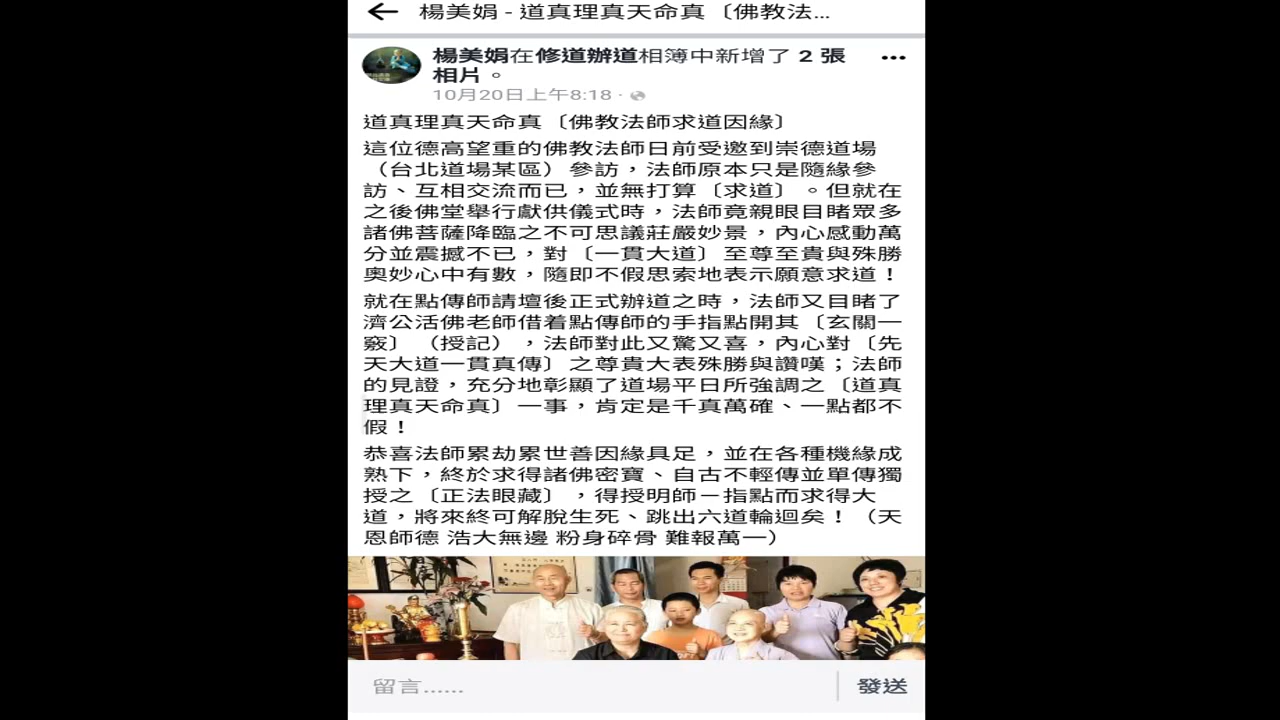 楊美娟 - 道真理真天命真〔佛教法...
楊美娟在修道辦道相簿中新增了 2 張
相片。
10月20日上午8:18 ·
道真理真天命真〔佛教法師求道因緣〕
這位德高望重的佛教法師日前受邀到崇德道場
（台北道場某區）參訪，法師原本只是隨緣參
訪、互相交流而已，並無打算〔求道〕。但就在
之後佛堂舉行獻供儀式時，法師竟親眼目睹眾多
諸佛菩薩降臨之不可思議莊嚴妙景，內心感動萬
分並震撼不已，對〔一貫大道〕至尊至貴與殊勝
奧妙心中有數，隨即不假思索地表示願意求道！
就在點傳師請壇後正式辦道之時，法師又目睹了
濟公活佛老師借着點傳師的手指點開其〔玄關一
竅〕（授記），法師對此又驚又喜，內心對〔先
天大道一貫真傳〕之尊貴大表殊勝與讚嘆；法師
的見證，充分地彰顯了道場平日所強調之〔道真
理真天命真〕一事，肯定是千真萬確、一點都不
假！
恭喜法師累劫累世善因緣具足，並在各種機緣成
熟下，終於求得諸佛密寶、自古不輕傳並單傳獨
授之〔正法眼藏〕，得授明師－指點而求得大
道，將來終可解脫生死、跳出六道輪迴矣！（天
恩師德 浩大無邊 粉身碎骨 難報萬一）
留言......
發送